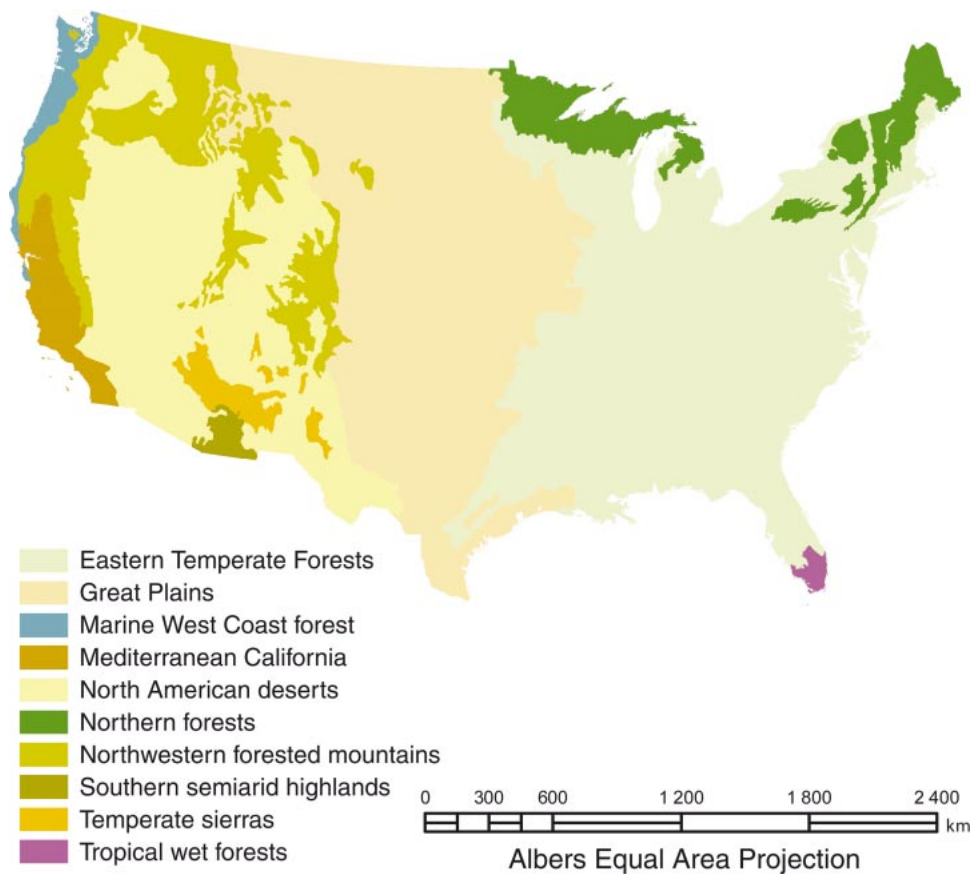 Eastern Temperate Forests
Great Plains
Marine West Coast forest
Mediterranean California
North American deserts
Northern forests
Northwestern forested mountains
Southern semiarid highlands
Temperate sierras
Tropical wet forests
0 300 600 1 200 1 800 2 400
km
Albers Equal Area Projection